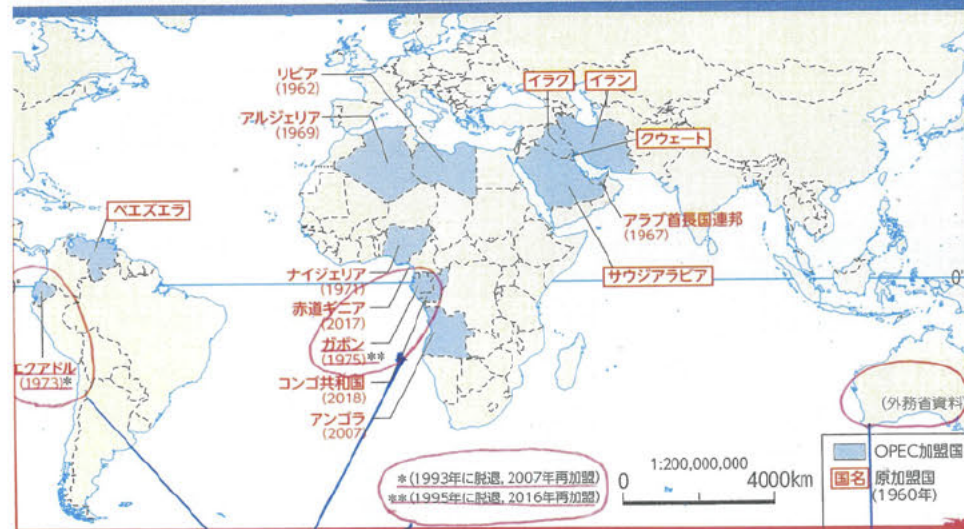 リビア
(1962)
アルジェリア
(1969)
イラク
イラン
クウェート
ベエズエラ
アラブ首長国連邦
(1967)
サウジアラビア
ナイジェリア
(1971)
赤道ギニア
(2017)
ガボン
(1975)**
コンゴ共和国
(2018)
アンゴラ
(2007)
エクアドル
(1973)*
0°
(外務省資料)
*(1993年に脱退, 2007年再加盟)
**(1995年に脱退, 2016年再加盟)
1:200,000,000
0 4000km
OPEC加盟国
国名 原加盟国
(1960年)